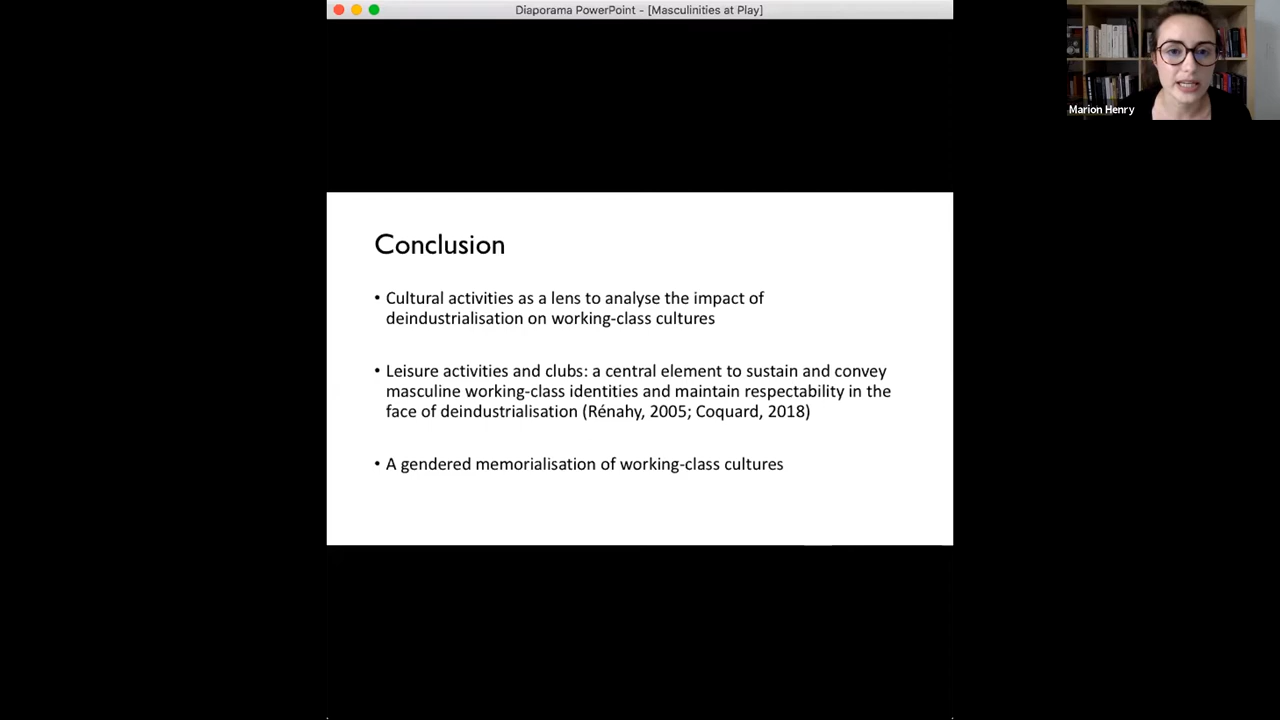 Diaporama PowerPoint - [Masculinities at Play]
Marion Henry
Conclusion
• Cultural activities as a lens to analyse the impact of
deindustrialisation on working-class cultures
• Leisure activities and clubs: a central element to sustain and convey
masculine working-class identities and maintain respectability in the
face of deindustrialisation (Rénahy, 2005; Coquard, 2018)
• A gendered memorialisation of working-class cultures